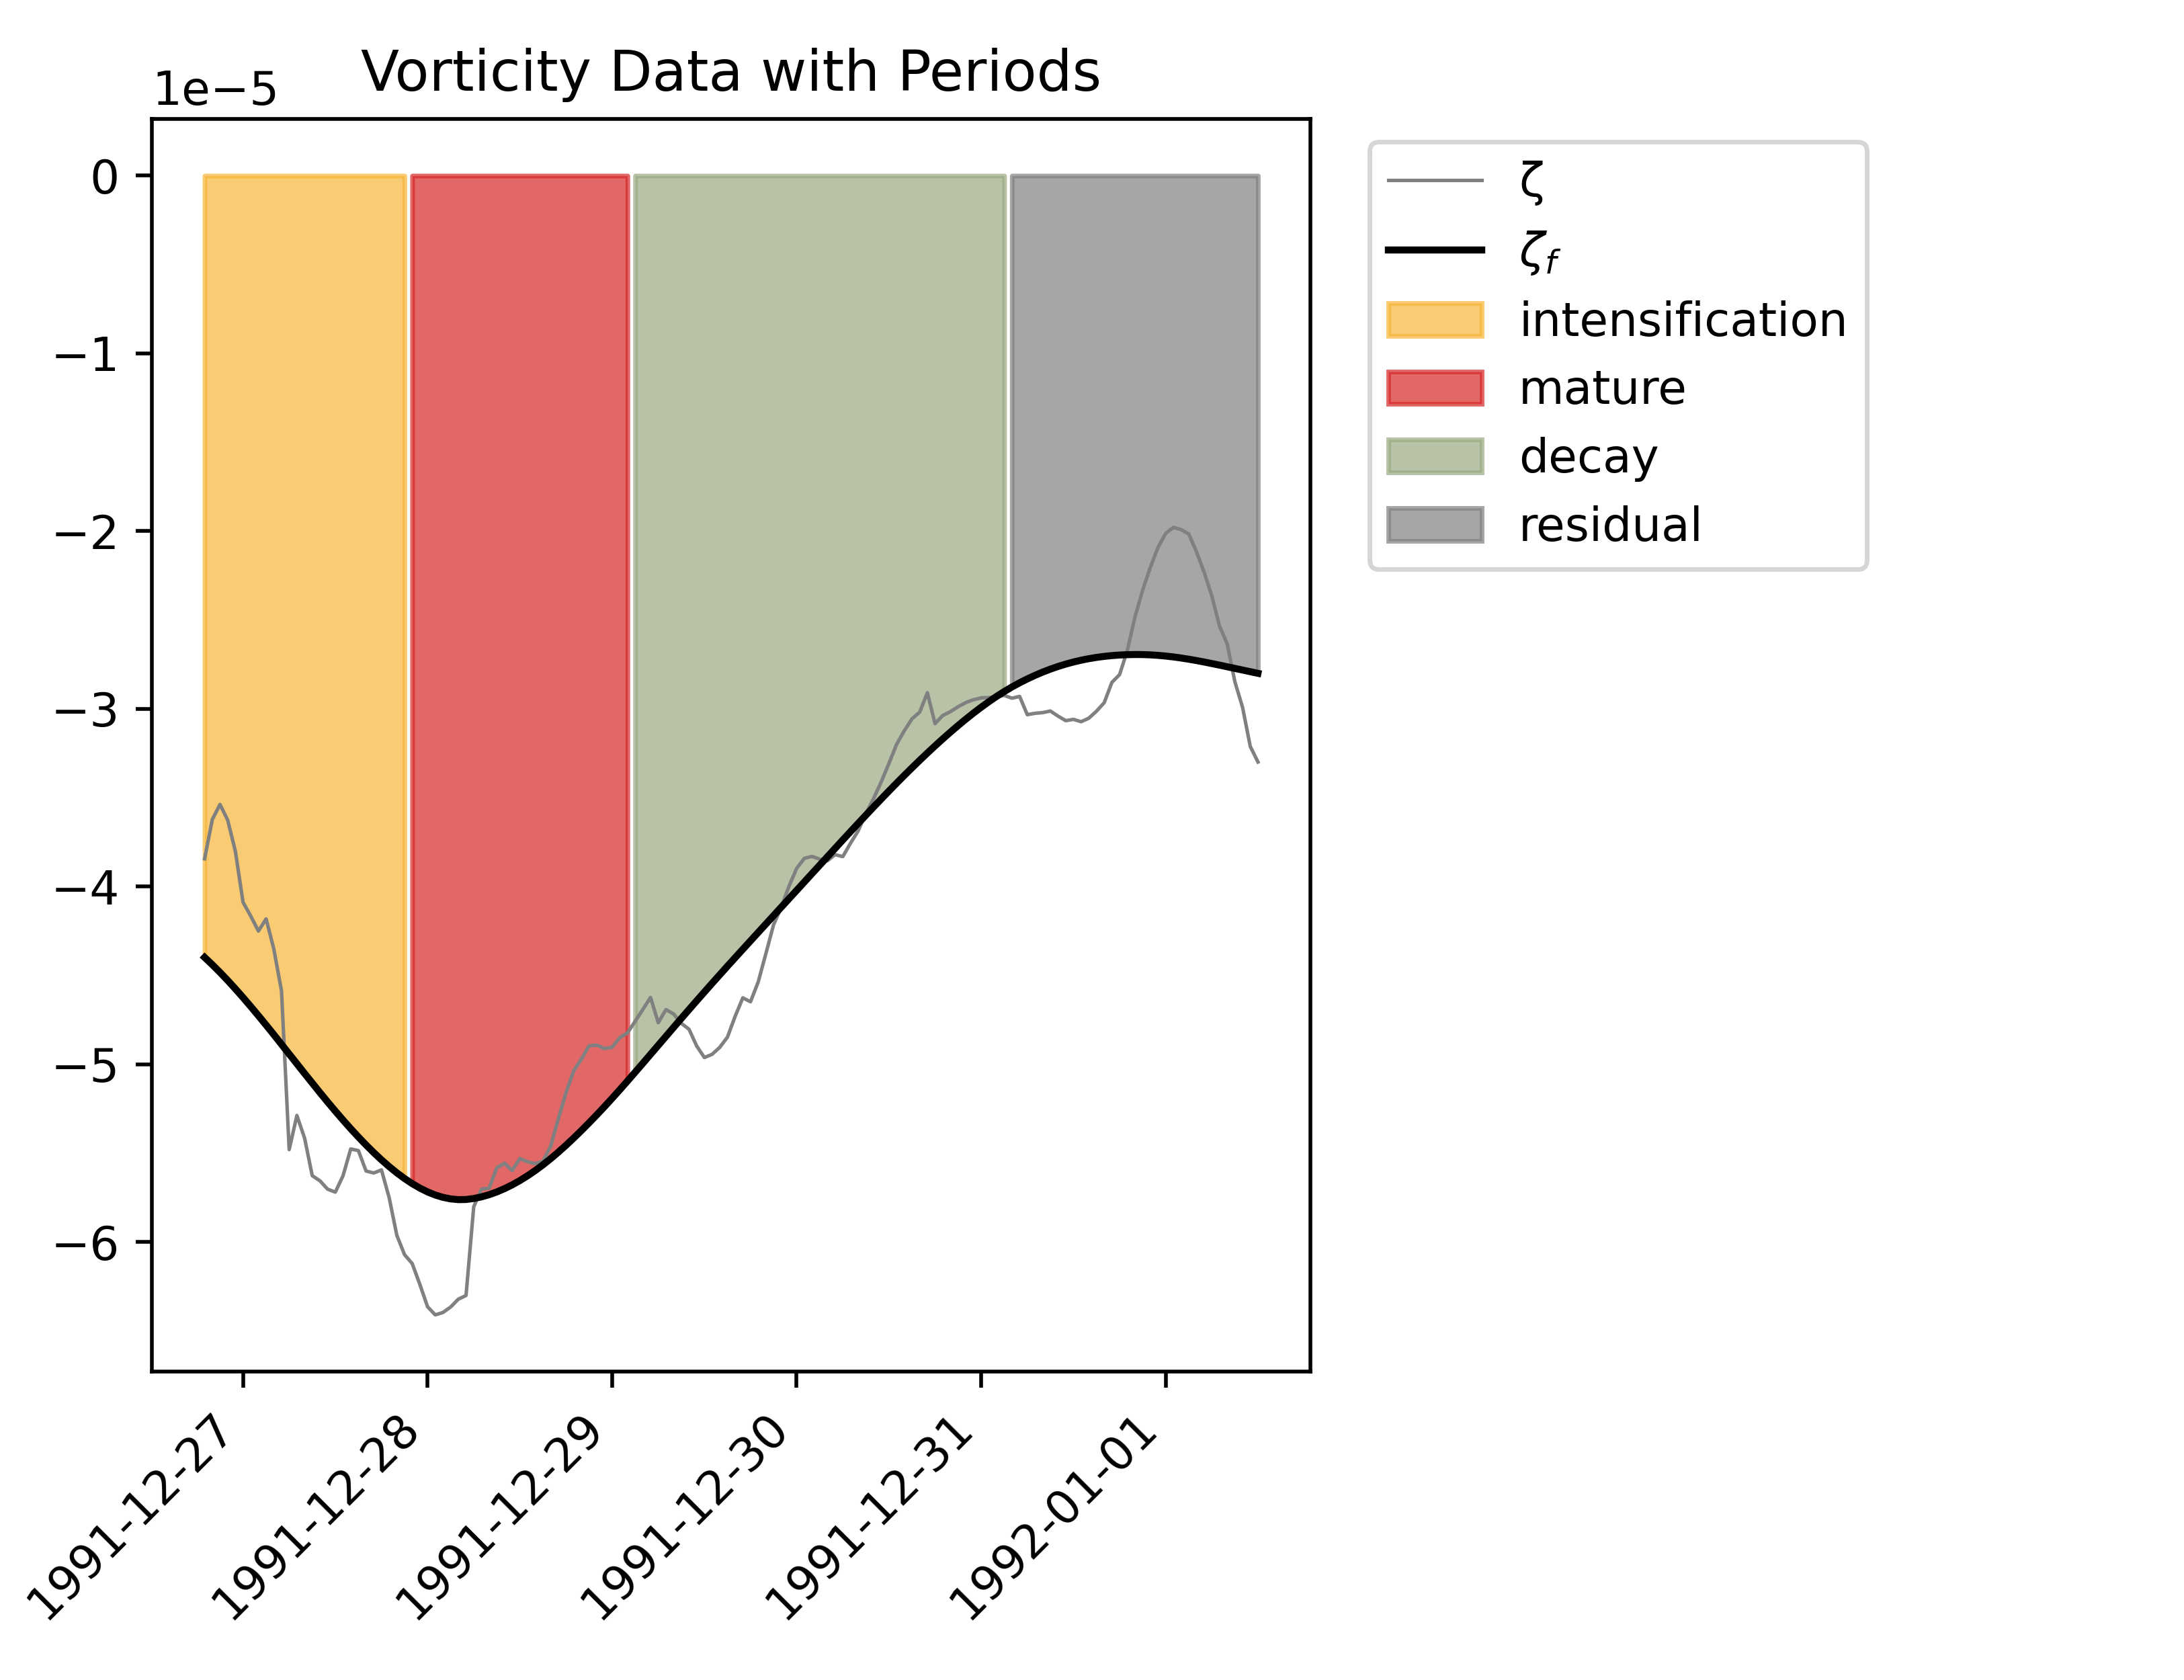 Vorticity Data with Periods
1e−5
0
−1
−2
−3
−4
−5
−6
1991-12-27
1991-12-28
1991-12-29
1991-12-30
1991-12-31
1992-01-01
ζ
ζf
intensification
mature
decay
residual